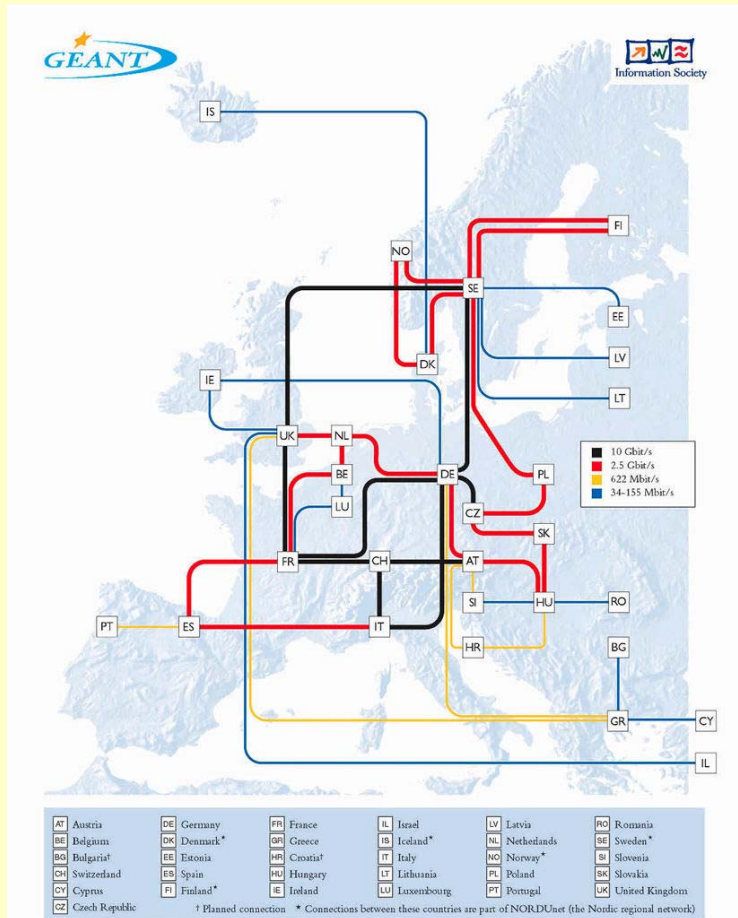 GEANT
Information Society
IS
FI
NO
SE
EE
DK
LV
IE
LT
UK
NL
10 Gbit/s
2.5 Gbit/s
622 Mbit/s
34-155 Mbit/s
BE
DE
PL
LU
CZ
SK
FR
CH
AT
SI
HU
RO
PT
ES
IT
HR
BG
GR
CY
IL
AT Austria
BE Belgium
BG Bulgaria†
CH Switzerland
CY Cyprus
CZ Czech Republic
DE Germany
DK Denmark*
EE Estonia
ES Spain
FI Finland*
FR France
GR Greece
HR Croatia†
HU Hungary
IE Ireland
IL Israel
IS Iceland*
IT Italy
LT Lithuania
LU Luxembourg
LV Latvia
NL Netherlands
NO Norway*
PL Poland
PT Portugal
RO Romania
SE Sweden*
SI Slovenia
SK Slovakia
UK United Kingdom
† Planned connection * Connections between these countries are part of NORDUnet (the Nordic regional network)